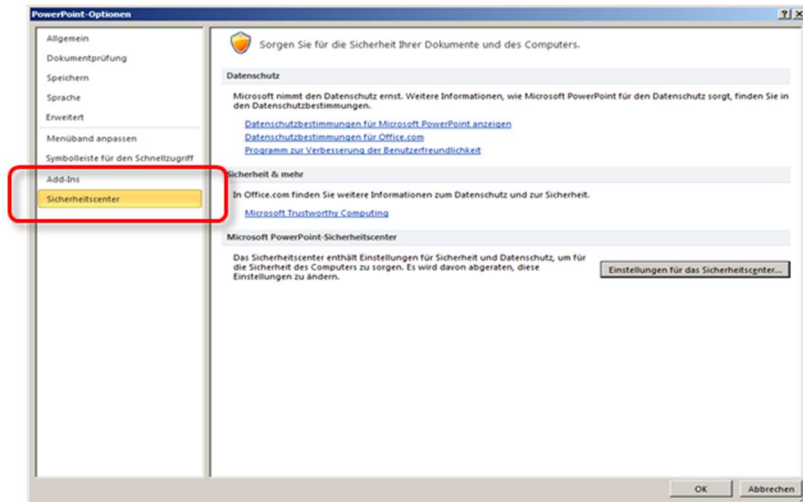 PowerPoint-Optionen
Allgemein
Dokumentprüfung
Speichern
Sprache
Erweitert
Menüband anpassen
Symbolleiste für den Schnellzugriff
Add-Ins
Sicherheitscenter
Sorgen Sie für die Sicherheit Ihrer Dokumente und des Computers.
Datenschutz
Microsoft nimmt den Datenschutz ernst. Weitere Informationen, wie Microsoft PowerPoint für den Datenschutz sorgt, finden Sie in
den Datenschutzbestimmungen.
Datenschutzbestimmungen für Microsoft PowerPoint anzeigen
Datenschutzbestimmungen für Office.com
Programm zur Verbesserung der Benutzerfreundlichkeit
Sicherheit & mehr
In Office.com finden Sie weitere Informationen zum Datenschutz und zur Sicherheit.
Microsoft Trustworthy Computing
Microsoft PowerPoint-Sicherheitscenter
Das Sicherheitscenter enthält Einstellungen für Sicherheit und Datenschutz, um für
die Sicherheit des Computers zu sorgen. Es wird davon abgeraten, diese
Einstellungen zu ändern.
Einstellungen für das Sicherheitscenter...
OK
Abbrechen